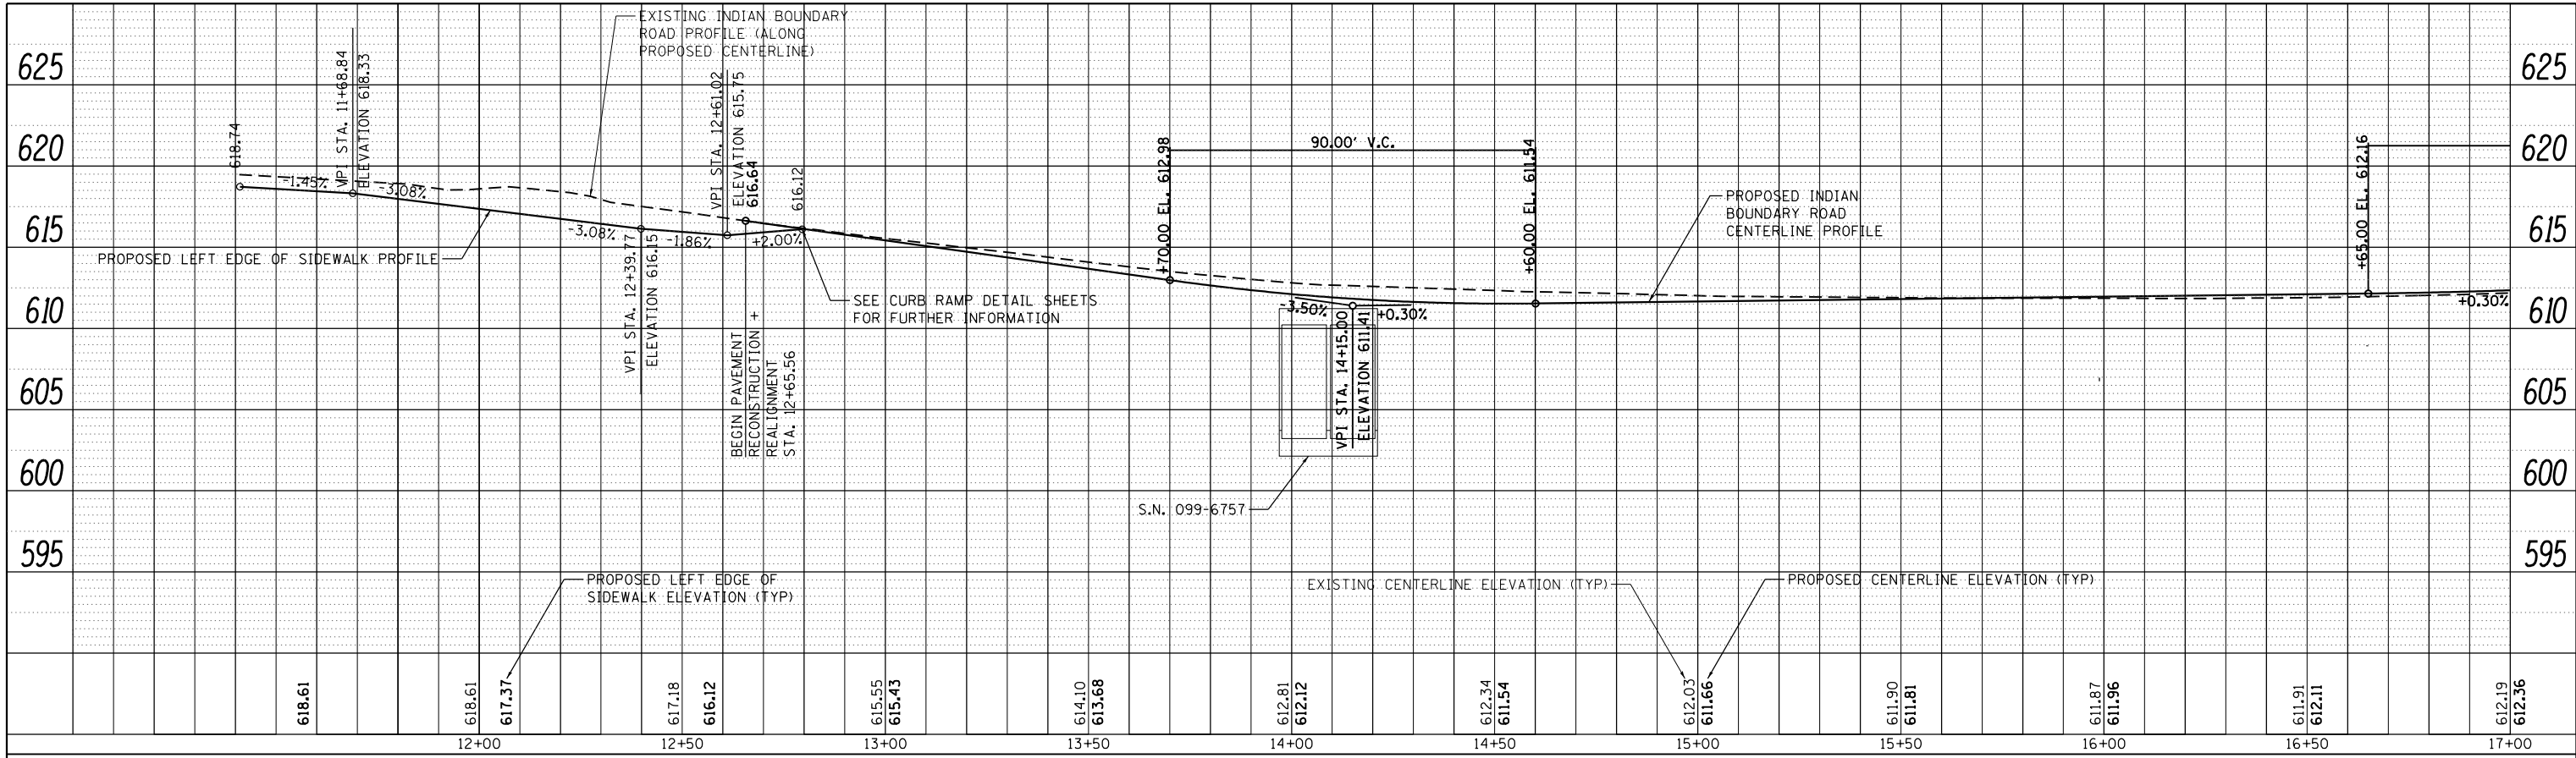 EXISTING INDIAN BOUNDARY
ROAD PROFILE (ALONG
PROPOSED CENTERLINE)
625
625
620
620
615
615
610
610
605
605
600
600
595
595
618.74
-1.45%
VPI STA. 11+68.84
ELEVATION 618.33
-3.08%
PROPOSED LEFT EDGE OF SIDEWALK PROFILE
-3.08%
VPI STA. 12+39.77
ELEVATION 616.15
-1.86%
VPI STA. 12+61.02
ELEVATION 615.75
616.64
+2.00%
616.12
BEGIN PAVEMENT
RECONSTRUCTION +
REALIGNMENT
STA. 12+65.56
SEE CURB RAMP DETAIL SHEETS
FOR FURTHER INFORMATION
+70.00 EL. 612.98
90.00' V.C.
+60.00 EL. 611.54
-3.50%
+0.30%
VPI STA. 14+15.00
ELEVATION 611.41
S.N. 099-6757
PROPOSED INDIAN
BOUNDARY ROAD
CENTERLINE PROFILE
+65.00 EL. 612.16
+0.30%
PROPOSED LEFT EDGE OF
SIDEWALK ELEVATION (TYP)
EXISTING CENTERLINE ELEVATION (TYP)
PROPOSED CENTERLINE ELEVATION (TYP)
618.61
618.61
617.37
617.18
616.12
615.55
615.43
614.10
613.68
612.81
612.12
612.34
611.54
612.03
611.66
611.90
611.81
611.87
611.96
611.91
612.11
612.19
612.36
12+00
12+50
13+00
13+50
14+00
14+50
15+00
15+50
16+00
16+50
17+00